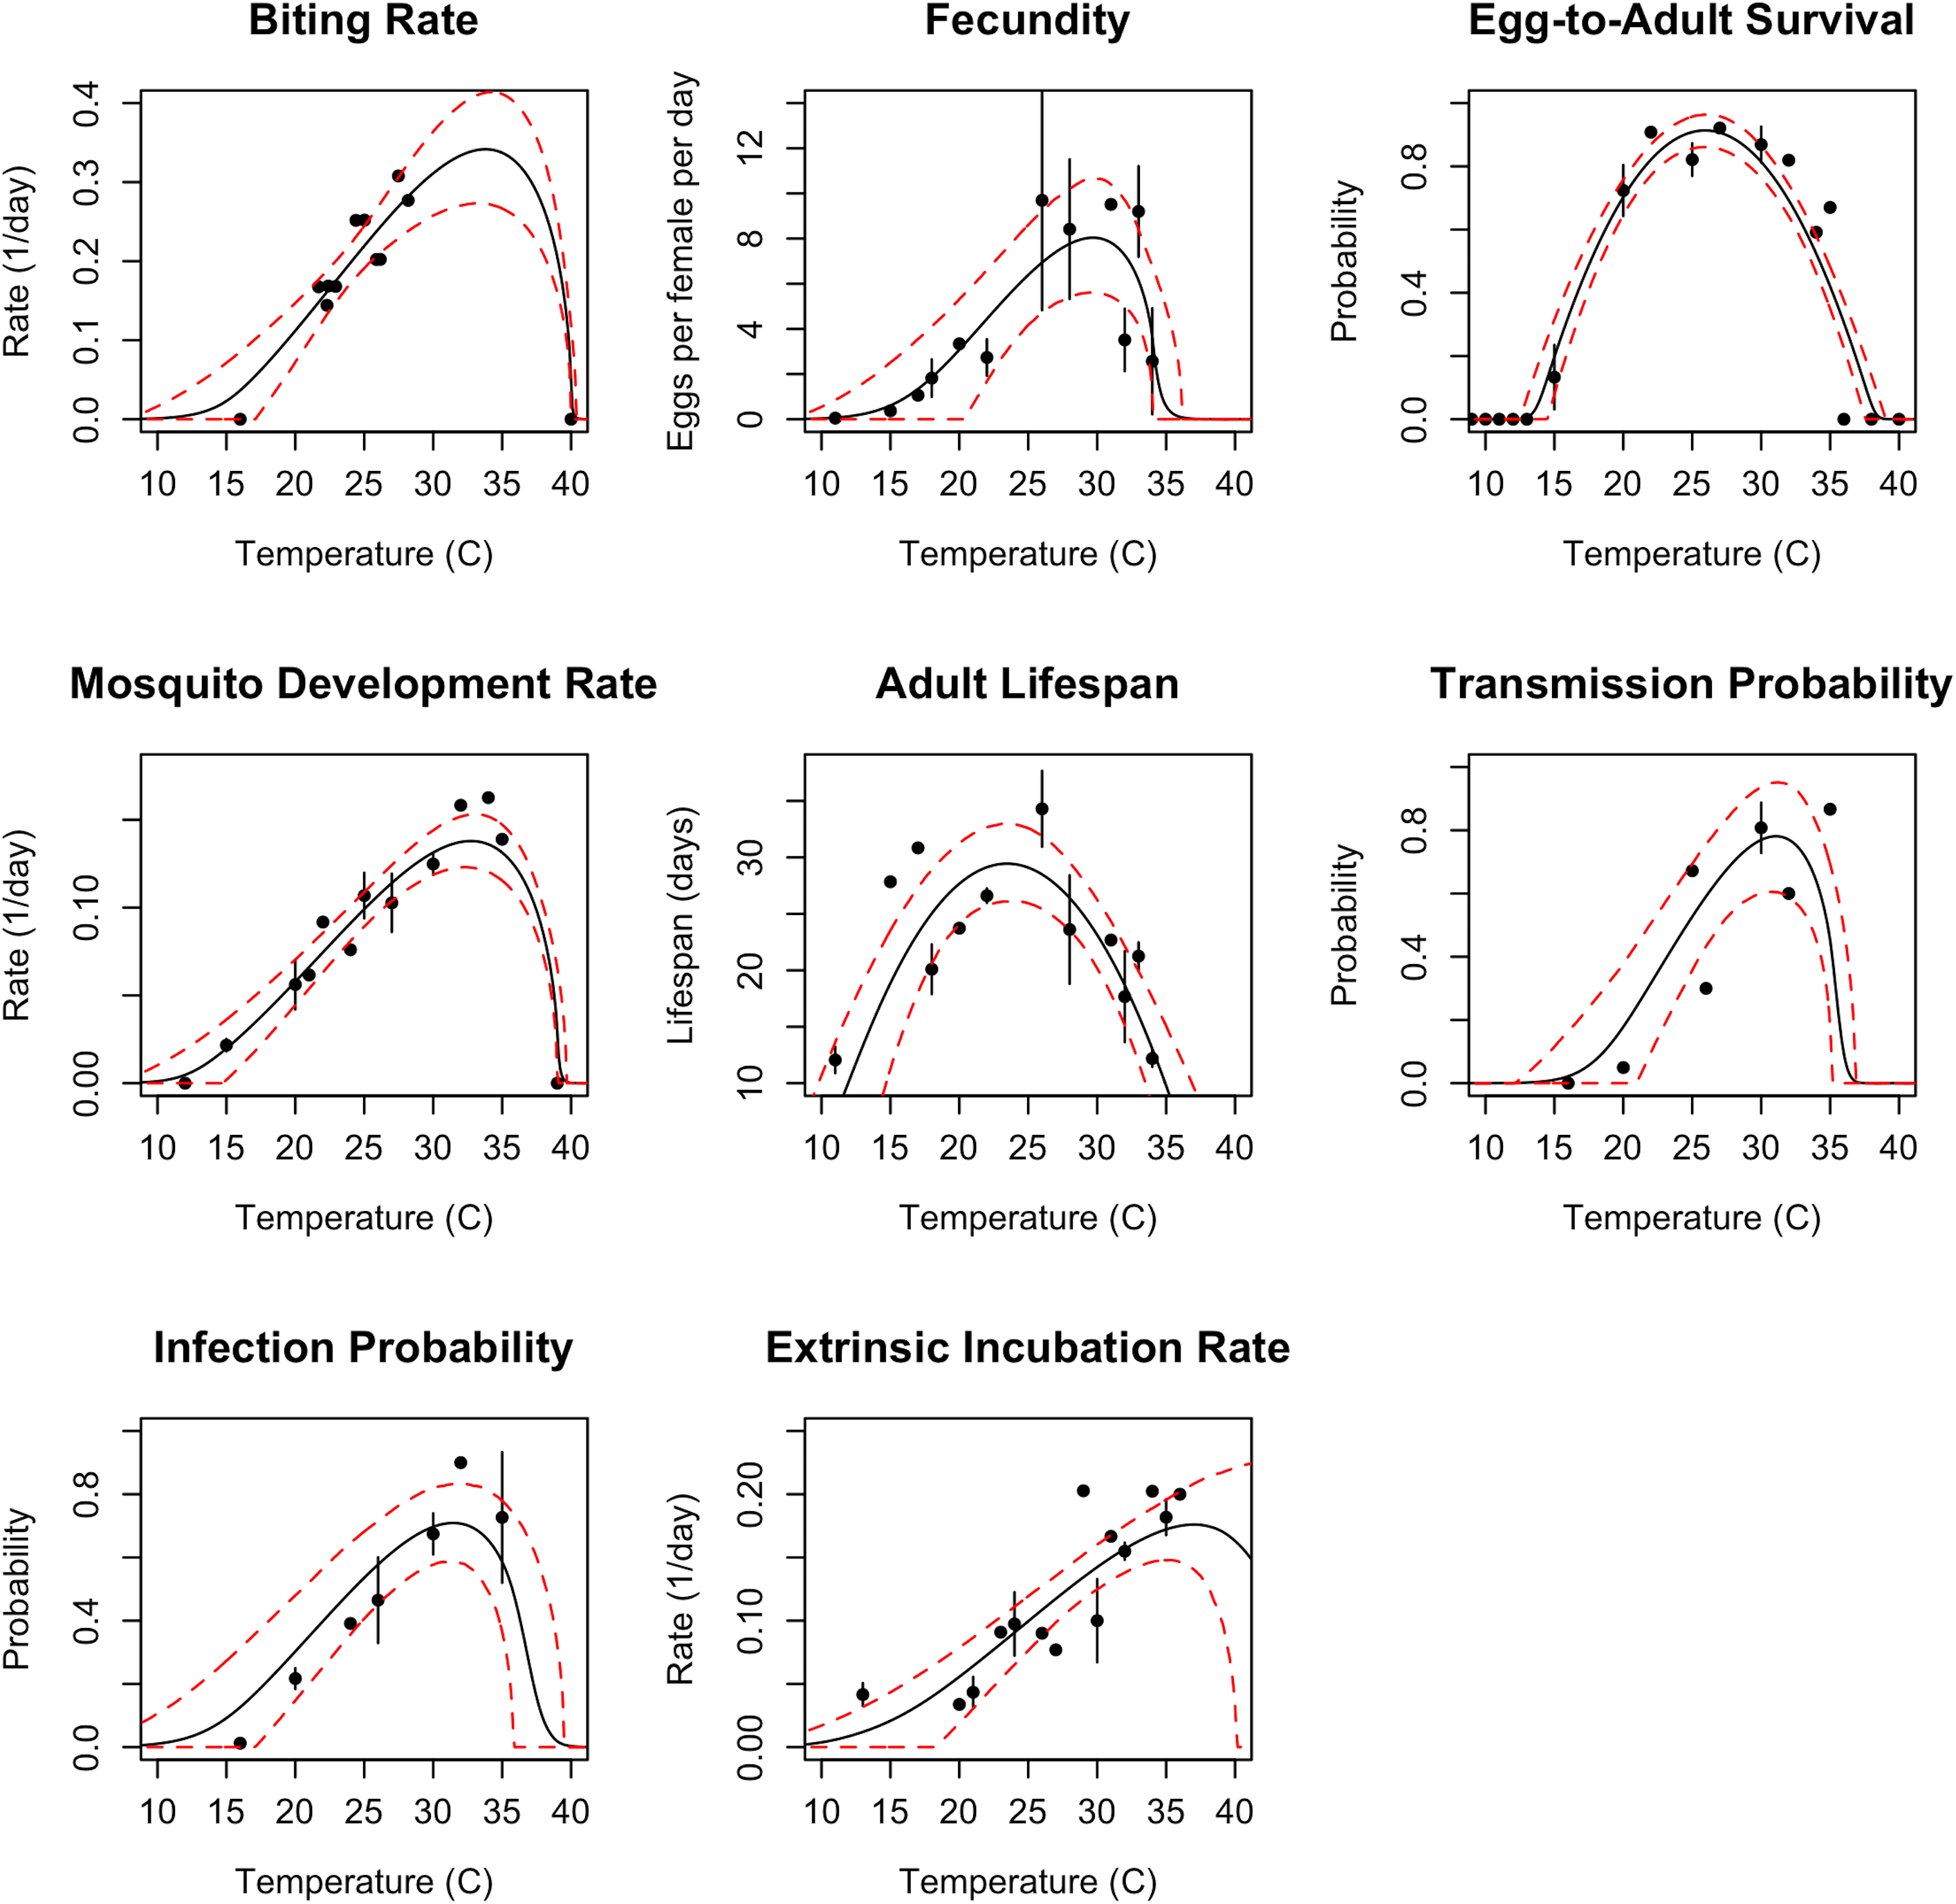 Biting Rate
Rate (1/day)
0.0 0.1 0.2 0.3 0.4
10 15 20 25 30 35 40
Temperature (C)
Fecundity
Eggs per female per day
0 4 8 12
10 15 20 25 30 35 40
Temperature (C)
Egg-to-Adult Survival
Probability
0.0 0.4 0.8
10 15 20 25 30 35 40
Temperature (C)
Mosquito Development Rate
Rate (1/day)
0.00 0.10
10 15 20 25 30 35 40
Temperature (C)
Adult Lifespan
Lifespan (days)
10 20 30
10 15 20 25 30 35 40
Temperature (C)
Transmission Probability
Probability
0.0 0.4 0.8
10 15 20 25 30 35 40
Temperature (C)
Infection Probability
Probability
0.0 0.4 0.8
10 15 20 25 30 35 40
Temperature (C)
Extrinsic Incubation Rate
Rate (1/day)
0.00 0.10 0.20
10 15 20 25 30 35 40
Temperature (C)